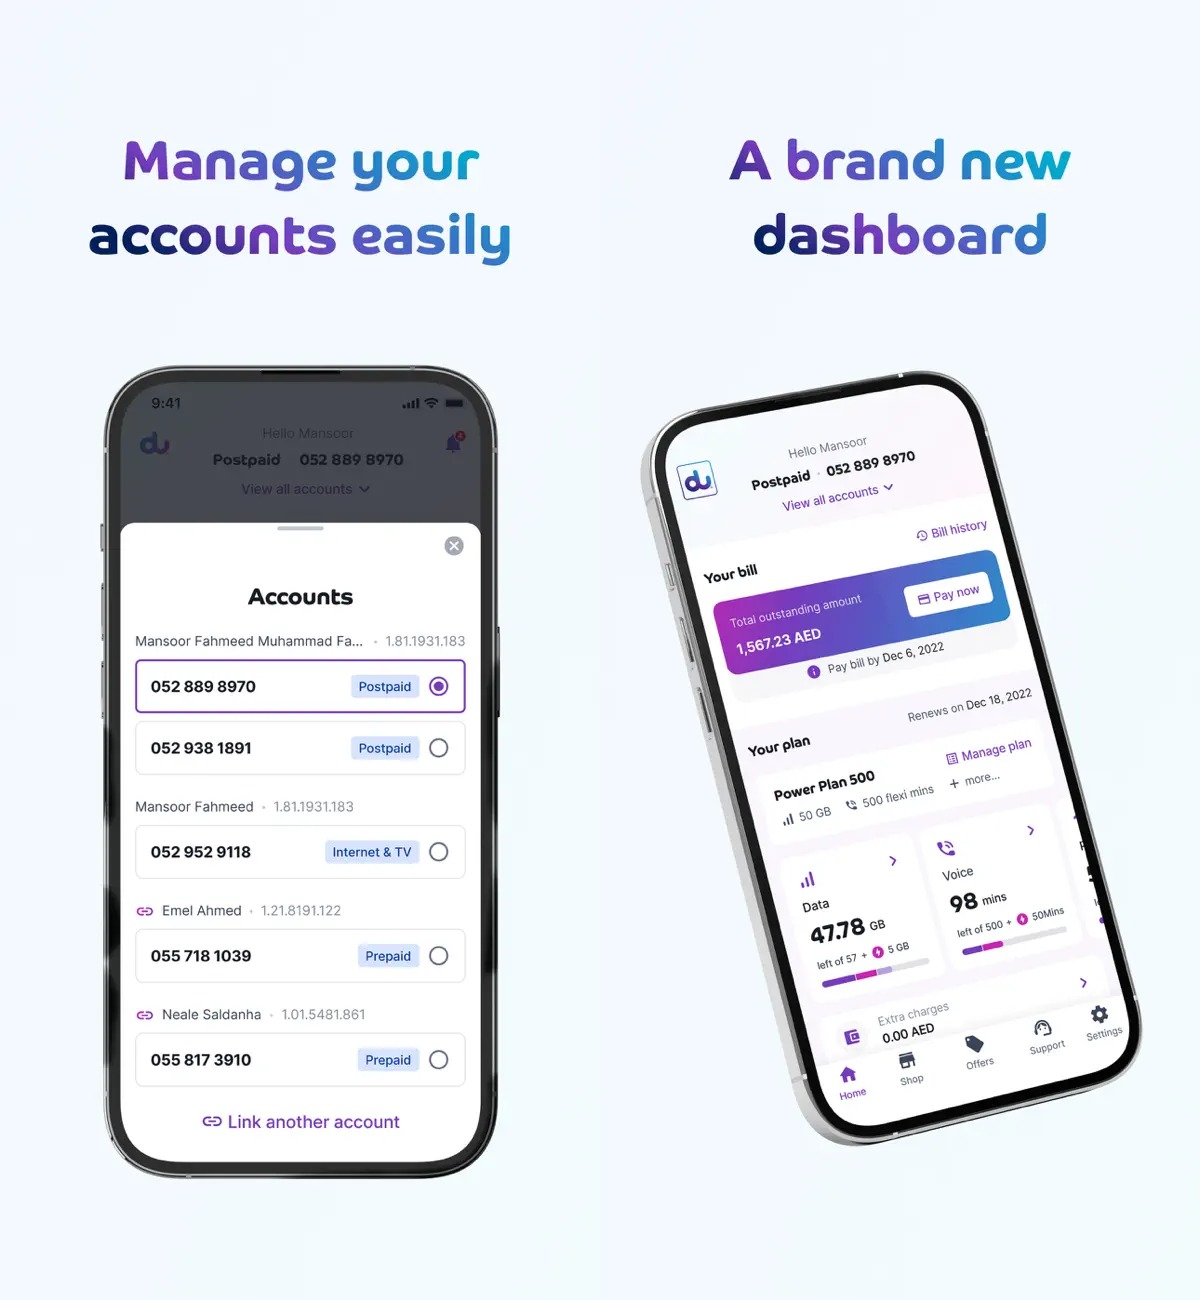 Manage your
accounts easily
9:41
du
Hello Mansoor
4
Postpaid 052 889 8970
View all accounts
Accounts
Mansoor Fahmeed Muhammad Fa... • 1.81.1931.183
052 889 8970 Postpaid
052 938 1891 Postpaid
Mansoor Fahmeed • 1.81.1931.183
052 952 9118 Internet & TV
Emel Ahmed • 1.21.8191.122
055 718 1039 Prepaid
Neale Saldanha • 1.01.5481.861
055 817 3910 Prepaid
Link another account
A brand new
dashboard
du
Hello Mansoor
Postpaid • 052 889 8970
View all accounts
Bill history
Your bill
Total outstanding amount
1,567.23 AED
Pay now
Pay bill by Dec 6, 2022
Renews on Dec 18, 2022
Your plan
Manage plan
Power Plan 500
50 GB 500 flexi mins + more...
Data
47.78 GB
left of 57 + 5 GB
Voice
98 mins
left of 500 + 50Mins
Extra charges
0.00 AED
Home
Shop
Offers
Support
Settings